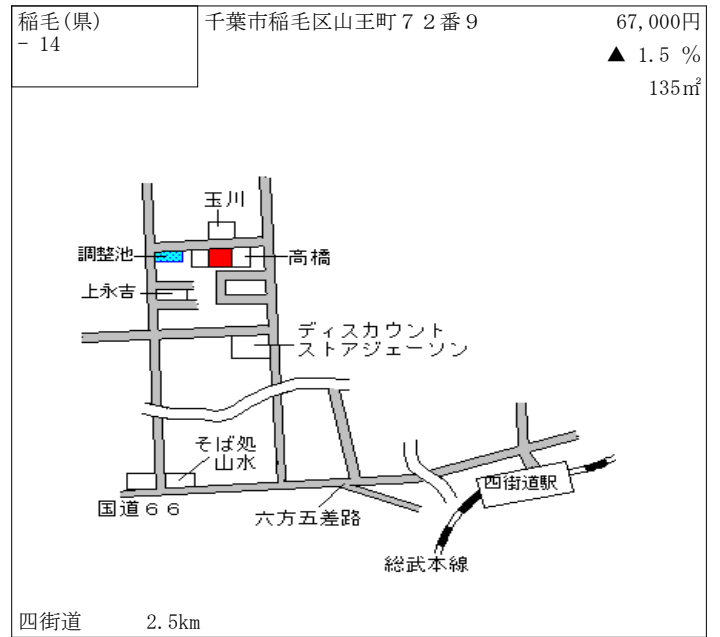 稲毛(県)
- 14
千葉市稲毛区山王町７２番９
67,000円
▲ 1.5 %
135㎡
玉川
調整池
高橋
上永吉
ディスカウント
ストアジェーソン
そば処
山水
国道６６
六方五差路
四街道駅
総武本線
四街道 2.5km